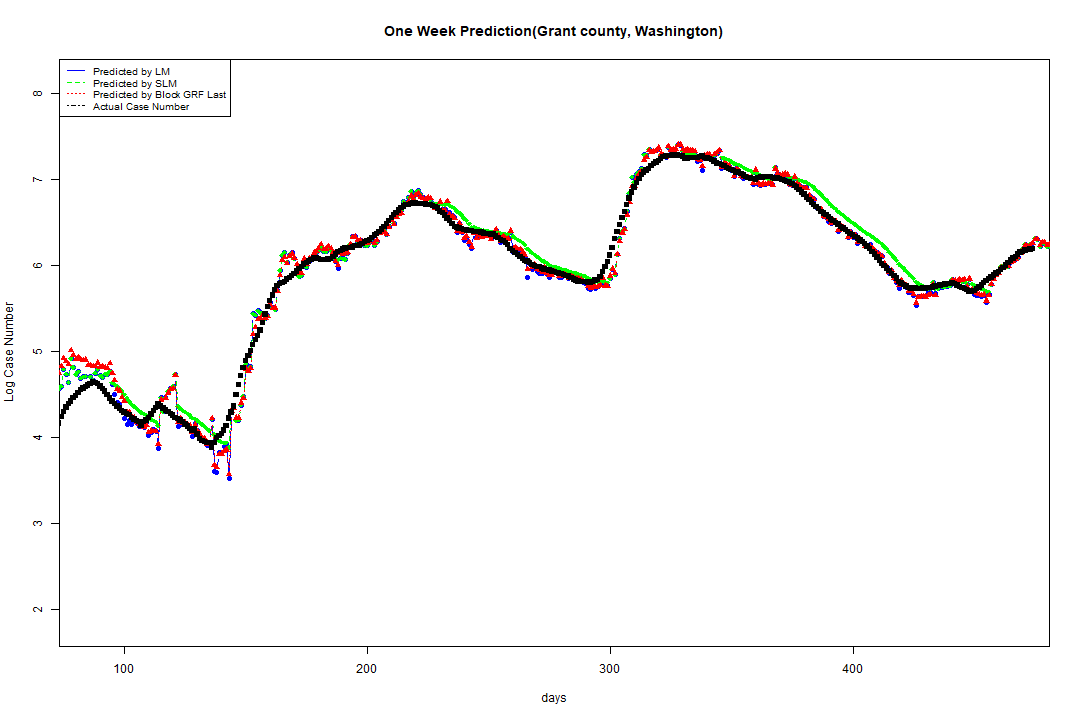 One Week Prediction(Grant county, Washington)
Predicted by LM
Predicted by SLM
Predicted by Block GRF Last
Actual Case Number
8
7
6
5
4
3
2
Log Case Number
100 200 300 400
days